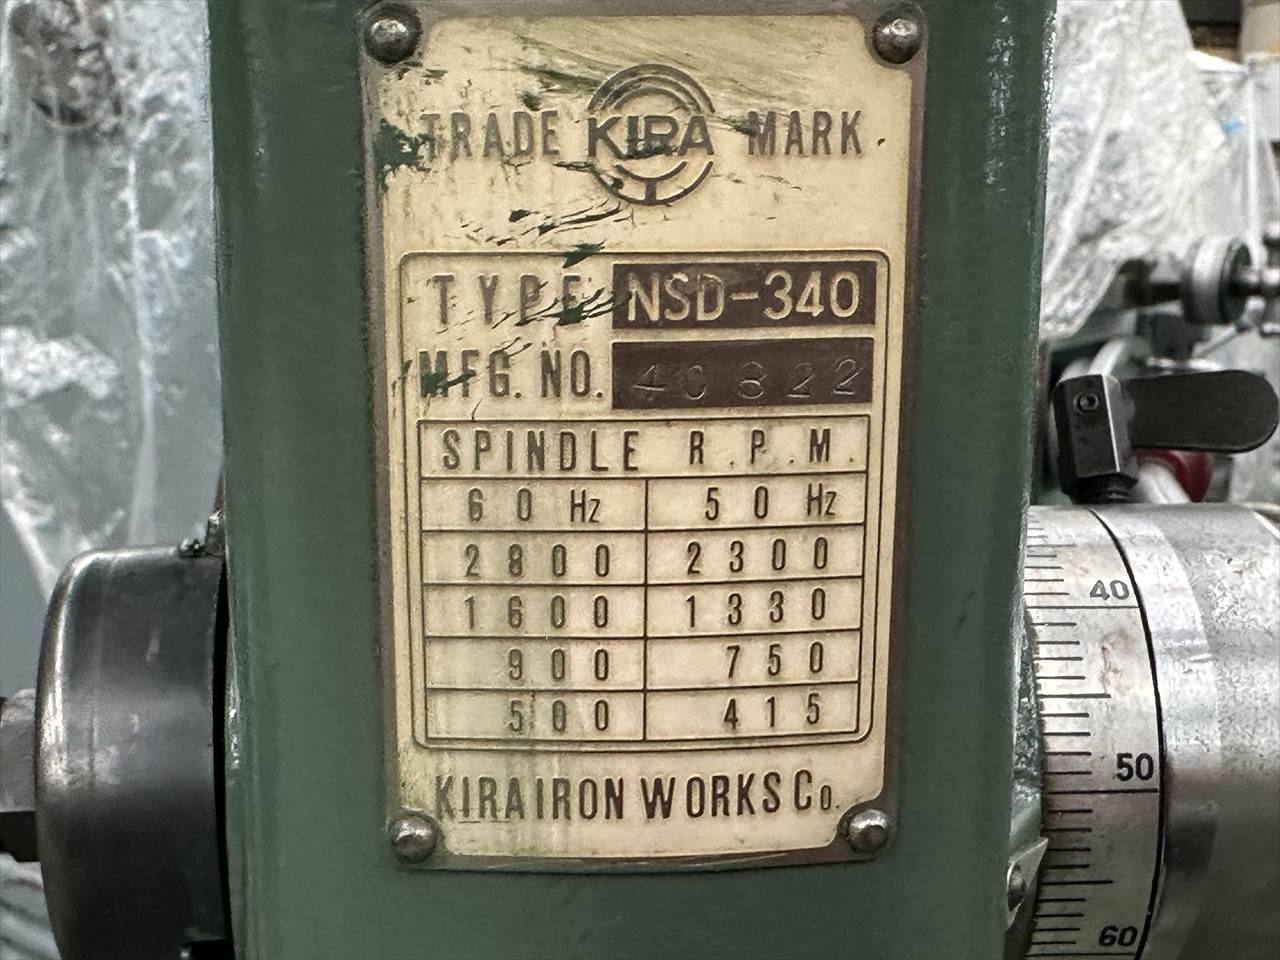 TRADE KIRA MARK.
TYPE NSD-340
MFG. NO. 40822
SPINDLE R.P.M.
60 Hz 50 Hz
2800 2300
1600 1330
900 750
500 415
KIRA IRON WORKS Co.
40
50
60